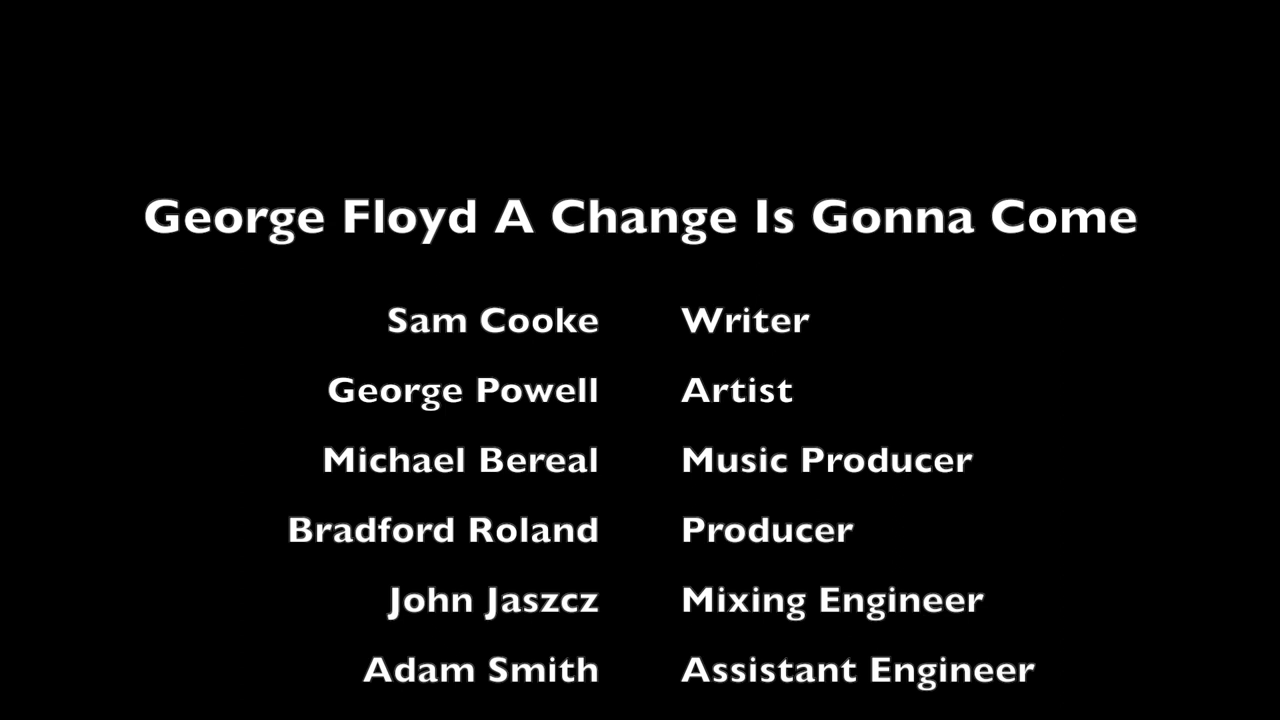 George Floyd A Change Is Gonna Come
Sam Cooke Writer
George Powell Artist
Michael Bereal Music Producer
Bradford Roland Producer
John Jaszcz Mixing Engineer
Adam Smith Assistant Engineer